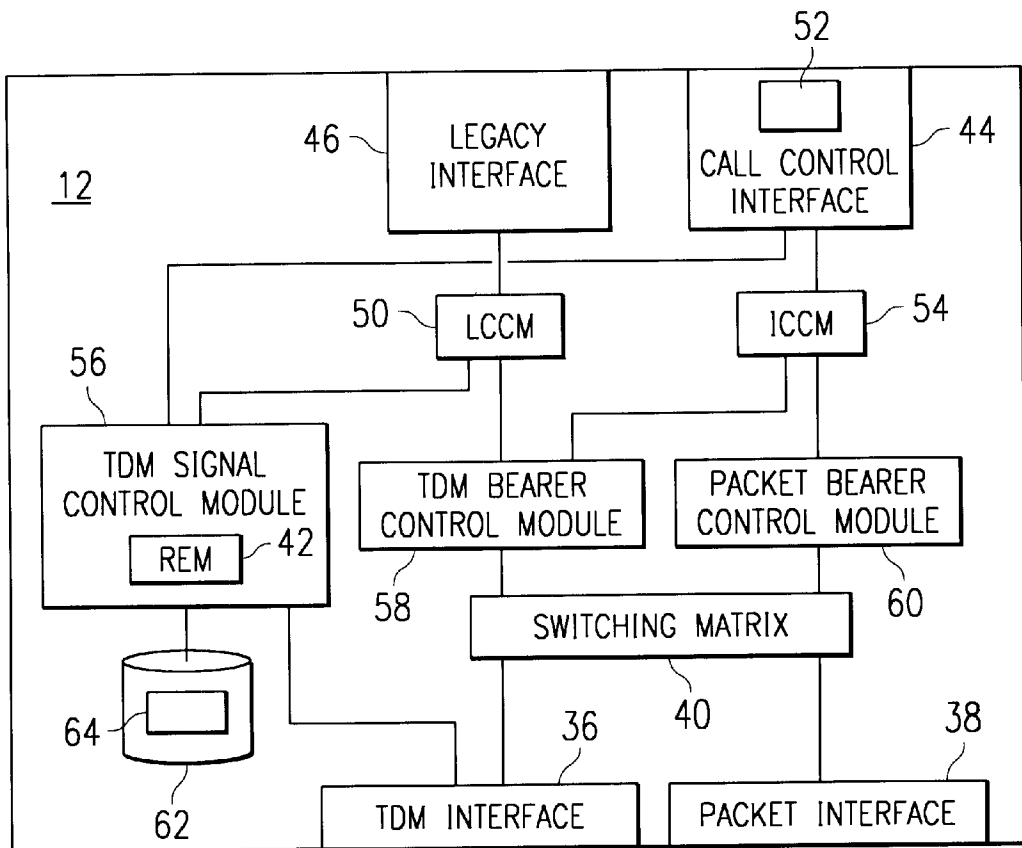 52
46
LEGACY
INTERFACE
44
CALL CONTROL
INTERFACE
12
50
LCCM
ICCM
54
56
TDM SIGNAL
CONTROL MODULE
REM
42
TDM BEARER
CONTROL MODULE
PACKET BEARER
CONTROL MODULE
58
60
SWITCHING MATRIX
40
64
62
36
38
TDM INTERFACE
PACKET INTERFACE